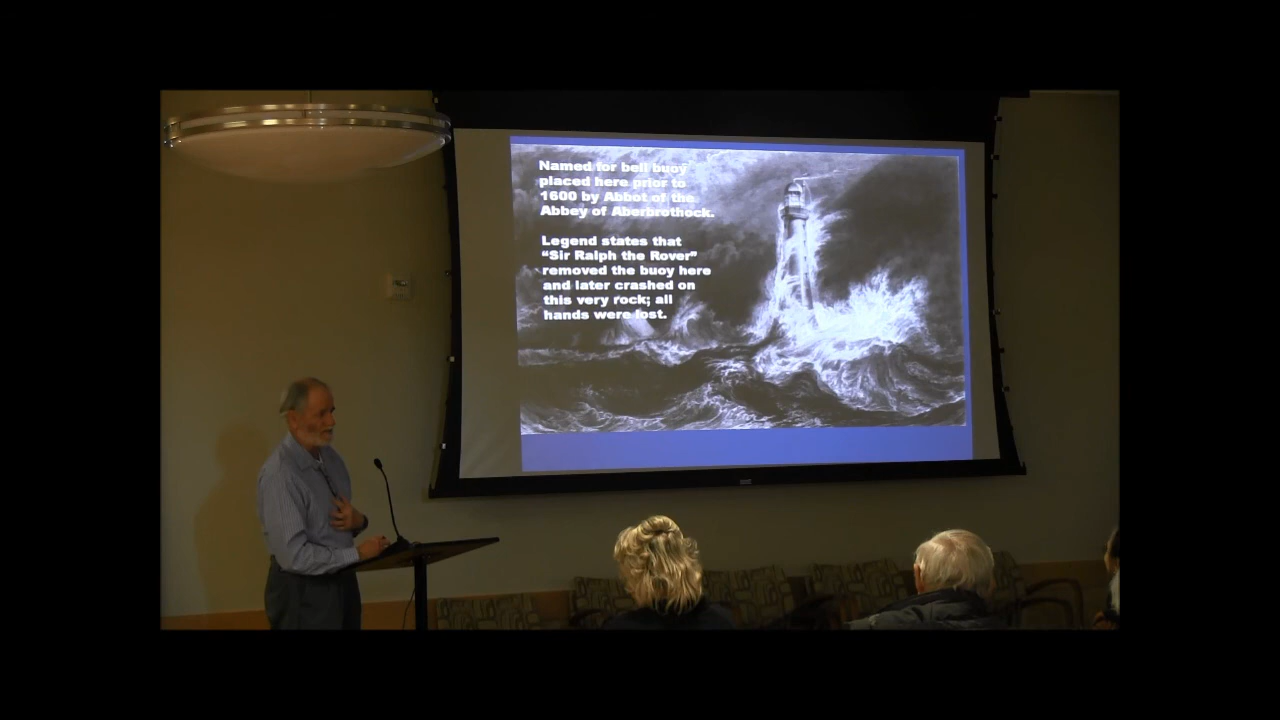 Named for bell buoy
placed here prior to
1600 by Abbot of the
Abbey of Aberbrothock.
Legend states that
“Sir Ralph the Rover”
removed the buoy here
and later crashed on
this very rock; all
hands were lost.